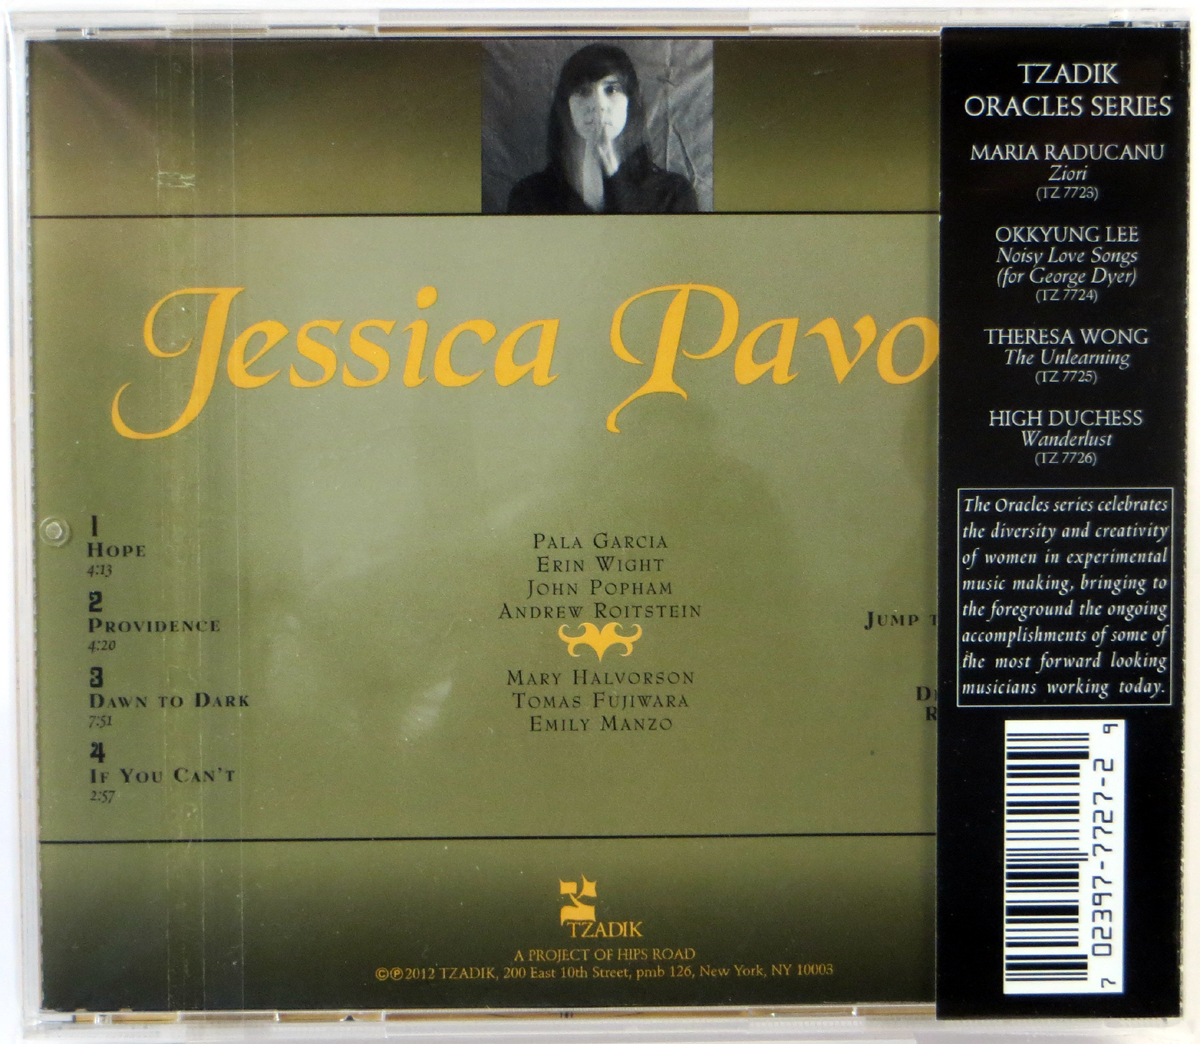 Jessica Pavo
1
HOPE
4:13
2
PROVIDENCE
4:20
3
DAWN TO DARK
7:51
4
IF YOU CAN'T
2:57
PALA GARCIA
ERIN WIGHT
JOHN POPHAM
ANDREW ROITSTEIN
MARY HALVORSON
TOMAS FUJIWARA
EMILY MANZO
JUMP T
D
R
צ
TZADIK
A PROJECT OF HIPS ROAD
©℗2012 TZADIK, 200 East 10th Street, pmb 126, New York, NY 10003
TZADIK
ORACLES SERIES
MARIA RADUCANU
Ziori
(TZ 7723)
OKKYUNG LEE
Noisy Love Songs
(for George Dyer)
(TZ 7724)
THERESA WONG
The Unlearning
(TZ 7725)
HIGH DUCHESS
Wanderlust
(TZ 7726)
The Oracles series celebrates
the diversity and creativity
of women in experimental
music making, bringing to
the foreground the ongoing
accomplishments of some of
the most forward looking
musicians working today.
7 02397-7727-2 9